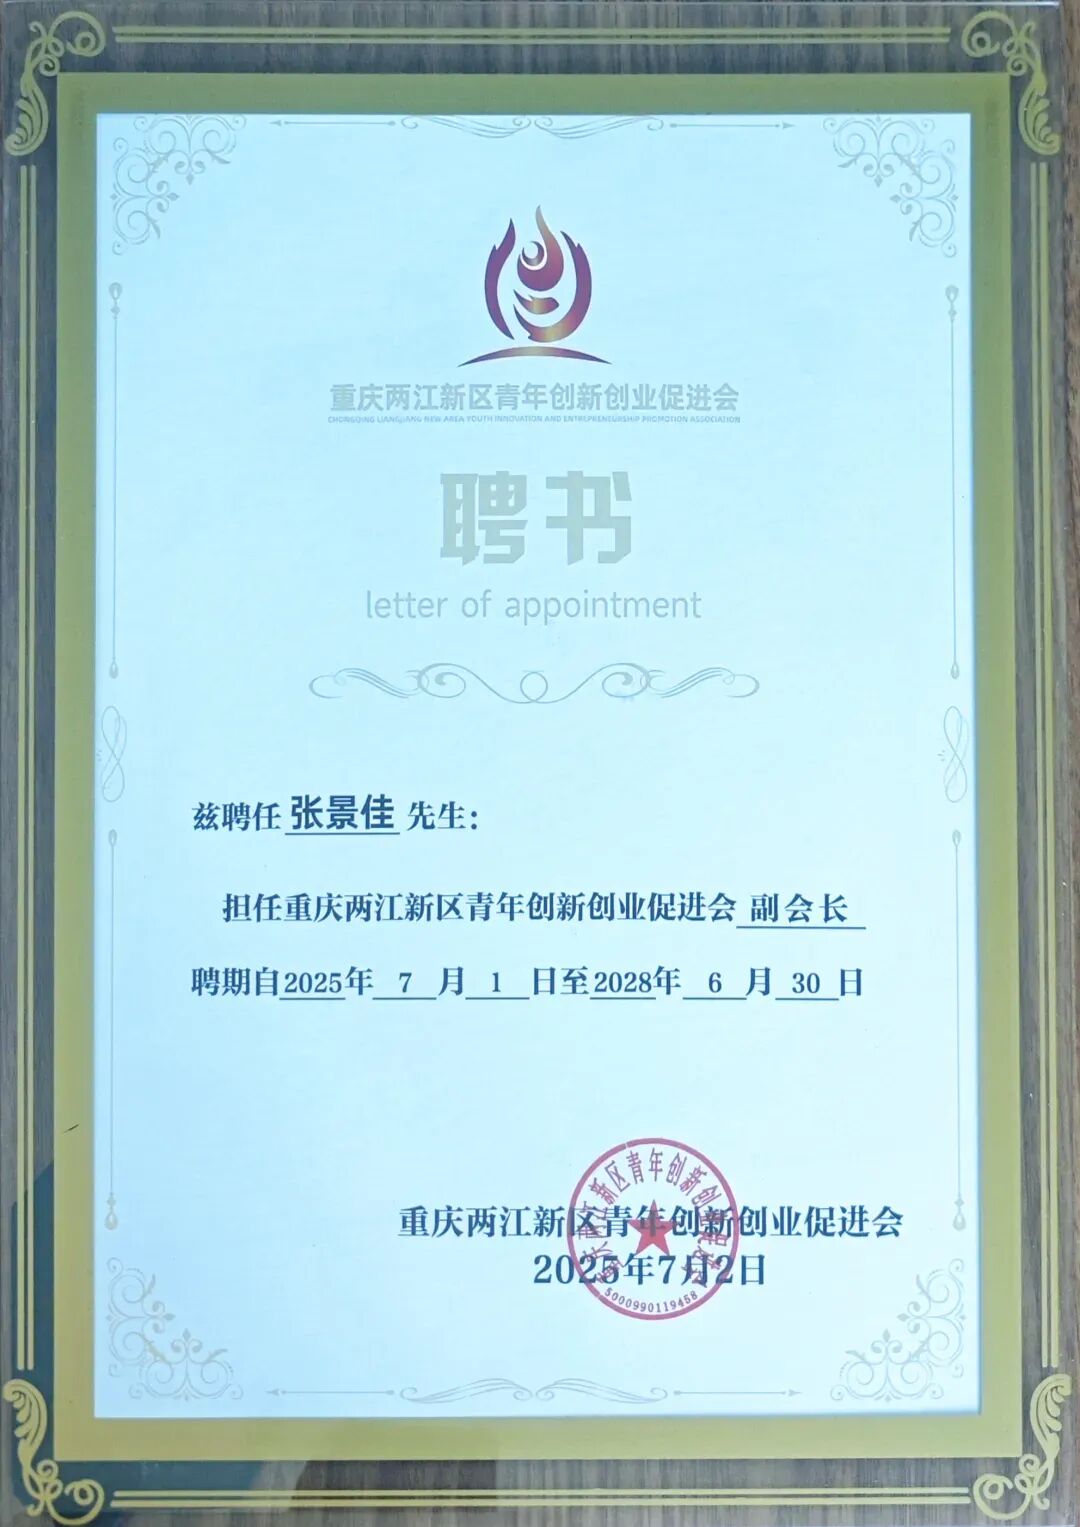 重庆两江新区青年创新创业促进会
CHONGQING LIANGJIANG NEW AREA YOUTH INNOVATION AND ENTREPRENEURSHIP PROMOTION ASSOCIATION
聘书
letter of appointment
兹聘任 张景佳 先生：
担任重庆两江新区青年创新创业促进会 副会长
聘期自2025年 7 月 1 日至2028年 6 月 30 日
重庆两江新区青年创新创业促进会
2025年7月2日
5000990119458